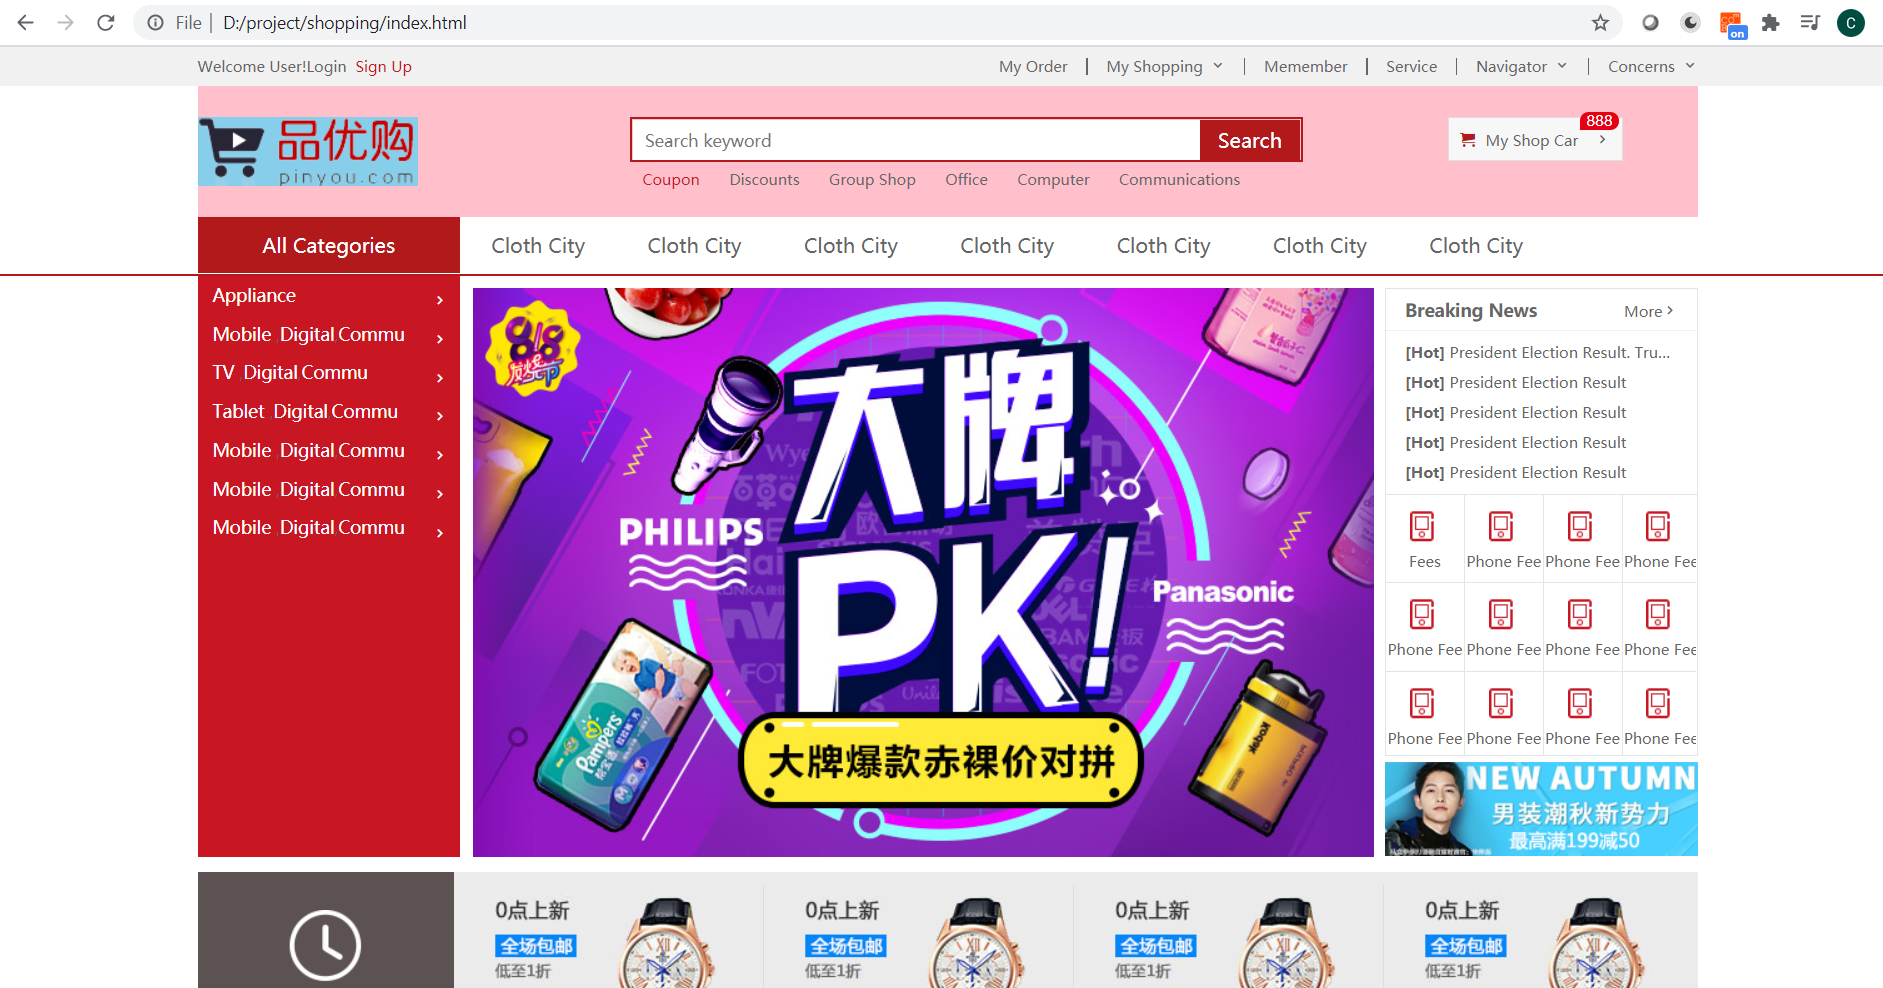 File | D:/project/shopping/index.html
on
C
Welcome User!Login Sign Up
My Order
My Shopping
Memember
Service
Navigator
Concerns
品优购
pinyou.com
Search keyword
Search
888
My Shop Car
Coupon Discounts Group Shop Office Computer Communications
All Categories
Cloth City Cloth City Cloth City Cloth City Cloth City Cloth City Cloth City
Appliance
Mobile Digital Commu
TV Digital Commu
Tablet Digital Commu
Mobile Digital Commu
Mobile Digital Commu
Mobile Digital Commu
大牌
PK!
PHILIPS
Panasonic
Pampers
帮宝适
Kodak
大牌爆款赤裸价对拼
Breaking News
More
[Hot] President Election Result. Tru...
[Hot] President Election Result
[Hot] President Election Result
[Hot] President Election Result
[Hot] President Election Result
Fees Phone Fee Phone Fee Phone Fee
Phone Fee Phone Fee Phone Fee Phone Fee
Phone Fee Phone Fee Phone Fee Phone Fee
NEW AUTUMN
男装潮秋新势力
最高满199减50
0点上新
全场包邮
低至1折
0点上新
全场包邮
低至1折
0点上新
全场包邮
低至1折
0点上新
全场包邮
低至1折